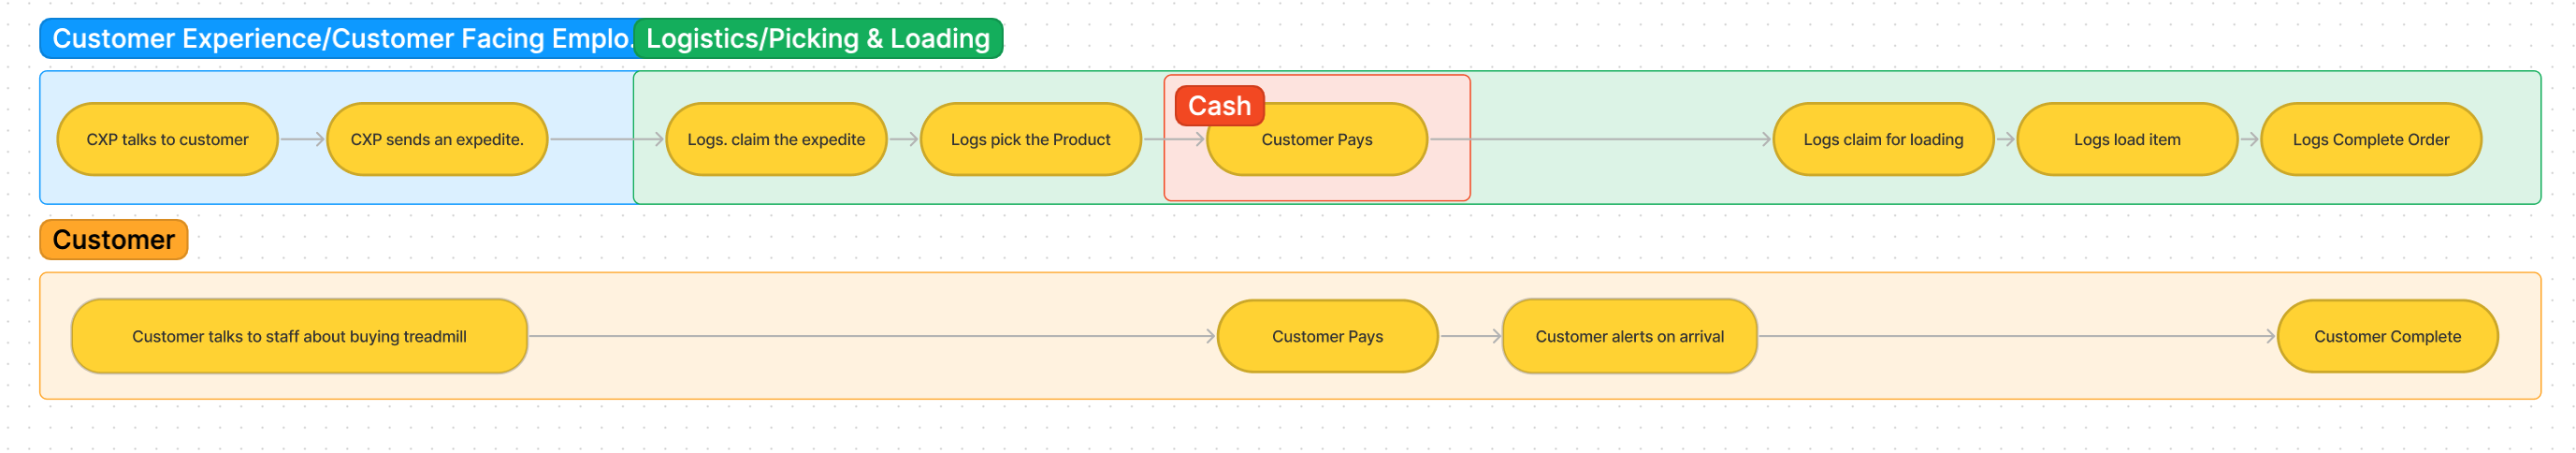 Customer Experience/Customer Facing Emplo.
Logistics/Picking & Loading
Cash
CXP talks to customer
CXP sends an expedite.
Logs. claim the expedite
Logs pick the Product
Customer Pays
Logs claim for loading
Logs load item
Logs Complete Order
Customer
Customer talks to staff about buying treadmill
Customer Pays
Customer alerts on arrival
Customer Complete